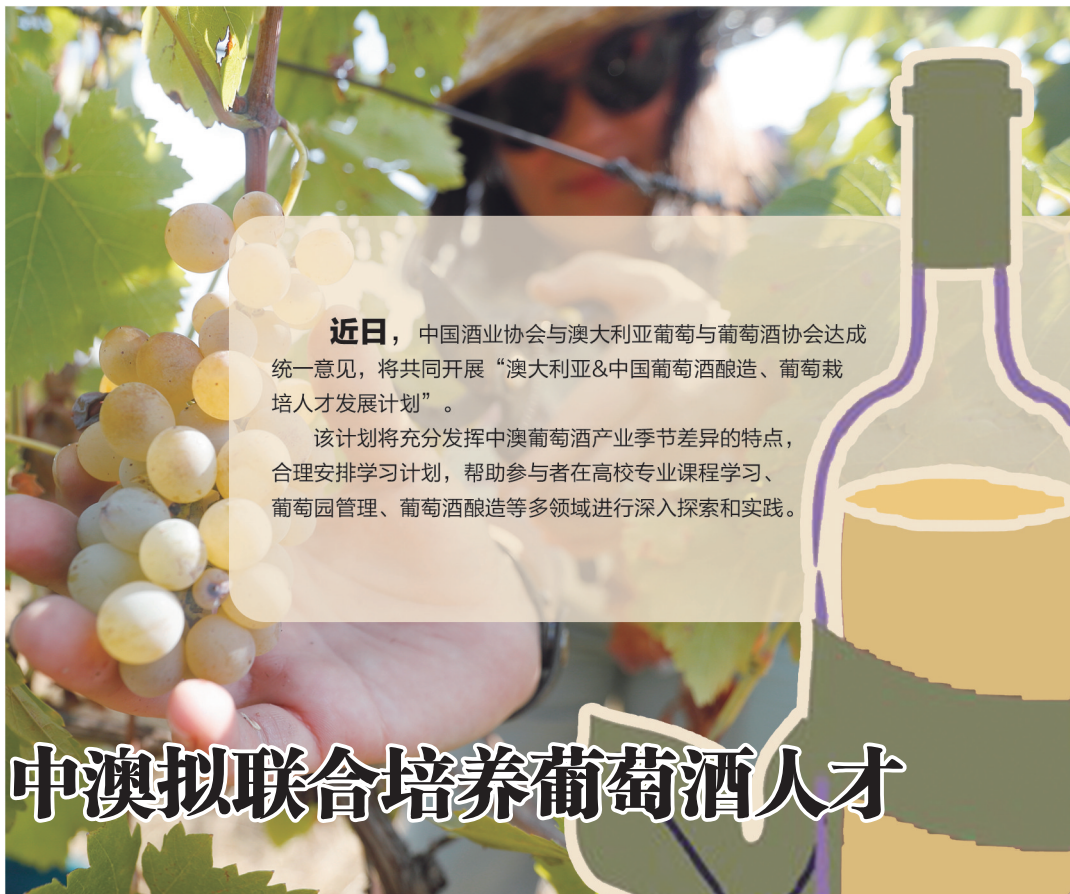 近日，中国酒业协会与澳大利亚葡萄与葡萄酒协会达成
统一意见，将共同开展“澳大利亚&中国葡萄酒酿造、葡萄栽
培人才发展计划”。
该计划将充分发挥中澳葡萄酒产业季节差异的特点，
合理安排学习计划，帮助参与者在高校专业课程学习、
葡萄园管理、葡萄酒酿造等多领域进行深入探索和实践。
中澳拟联合培养葡萄酒人才